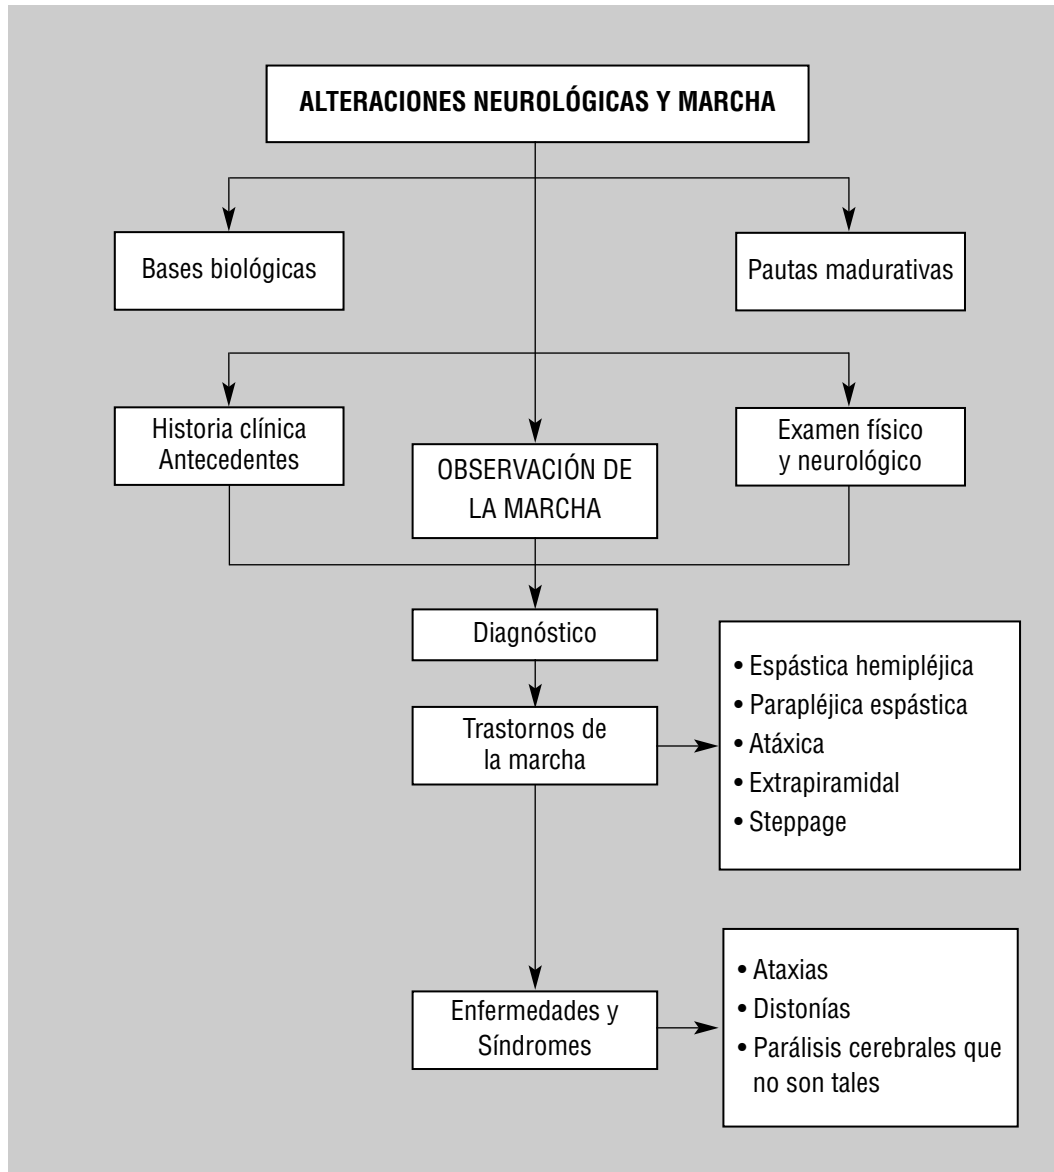 ALTERACIONES NEUROLÓGICAS Y MARCHA
Bases biológicas
Pautas madurativas
Historia clínica
Antecedentes
OBSERVACIÓN DE
LA MARCHA
Examen físico
y neurológico
Diagnóstico
Trastornos de
la marcha
• Espástica hemipléjica
• Parapléjica espástica
• Atáxica
• Extrapiramidal
• Steppage
Enfermedades y
Síndromes
• Ataxias
• Distonías
• Parálisis cerebrales que
no son tales